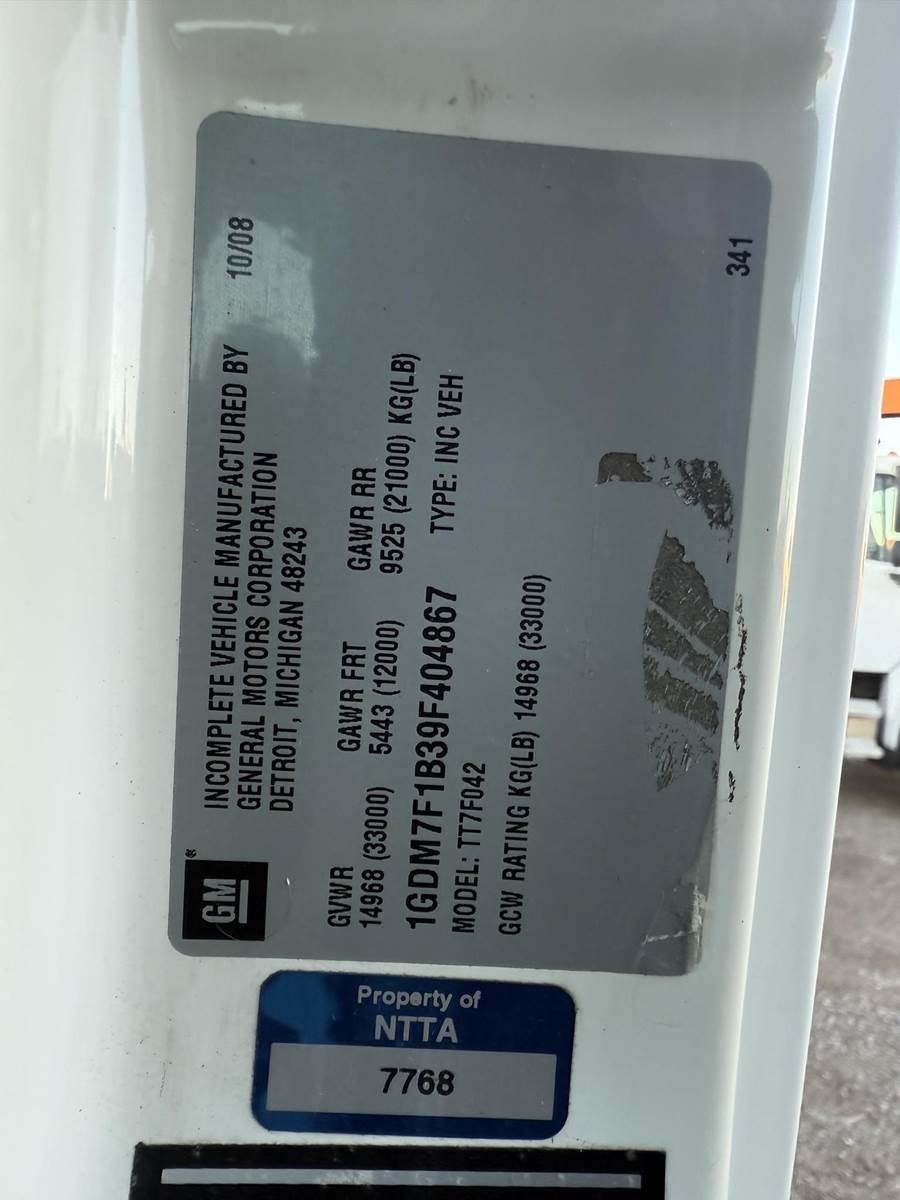 GM®
INCOMPLETE VEHICLE MANUFACTURED BY 10/08
GENERAL MOTORS CORPORATION
DETROIT, MICHIGAN 48243
GVWR GAWR FRT GAWR RR
14968 (33000) 5443 (12000) 9525 (21000) KG(LB)
1GDM7F1B39F404867 TYPE: INC VEH
MODEL: TT7F042
GCW RATING KG(LB) 14968 (33000)
341
Property of
NTTA
7768